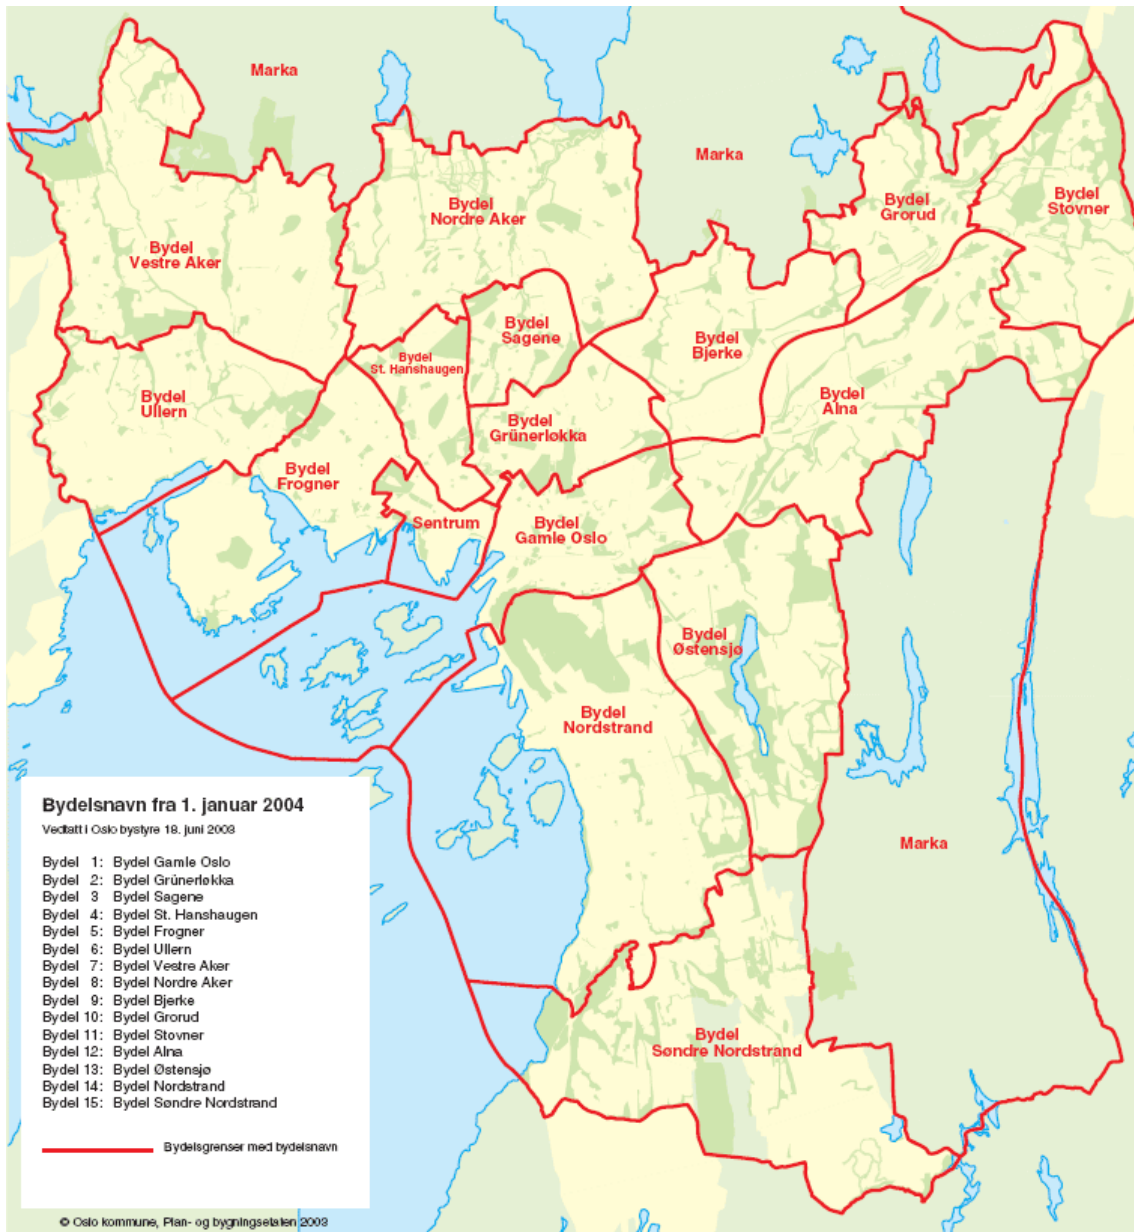 Marka
Marka
Bydel
Nordre Aker
Bydel
Grorud
Bydel
Stovner
Bydel
Vestre Aker
Bydel
Sagene
Bydel
Bjerke
Bydel
St. Hanshaugen
Bydel
Ullern
Bydel
Alna
Bydel
Grünerløkka
Bydel
Frogner
Sentrum
Bydel
Gamle Oslo
Bydel
Østensjø
Bydel
Nordstrand
Marka
Bydel
Søndre Nordstrand
Bydelsnavn fra 1. januar 2004
Vedtatt i Oslo bystyre 18. juni 2003
Bydel 1: Bydel Gamle Oslo
Bydel 2: Bydel Grünerløkka
Bydel 3 Bydel Sagene
Bydel 4: Bydel St. Hanshaugen
Bydel 5: Bydel Frogner
Bydel 6: Bydel Ullern
Bydel 7: Bydel Vestre Aker
Bydel 8: Bydel Nordre Aker
Bydel 9: Bydel Bjerke
Bydel 10: Bydel Grorud
Bydel 11: Bydel Stovner
Bydel 12: Bydel Alna
Bydel 13: Bydel Østensjø
Bydel 14: Bydel Nordstrand
Bydel 15: Bydel Søndre Nordstrand
Bydelsgrenser med bydelsnavn
© Oslo kommune, Plan- og bygningsetaten 2003